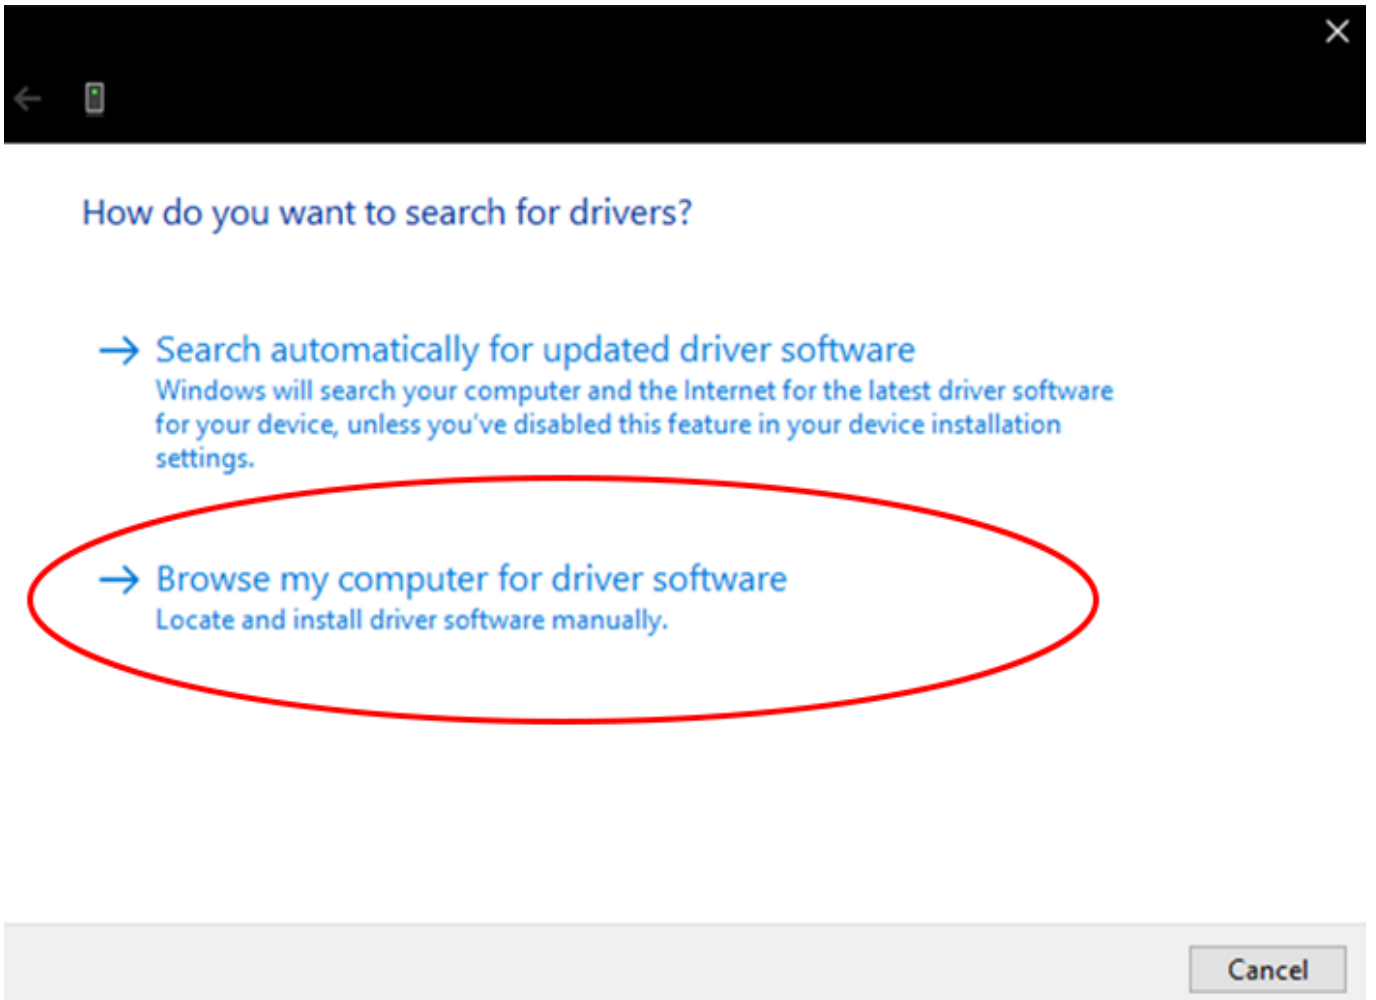 How do you want to search for drivers?
Search automatically for updated driver software
Windows will search your computer and the Internet for the latest driver software
for your device, unless you've disabled this feature in your device installation
settings.
Browse my computer for driver software
Locate and install driver software manually.
Cancel